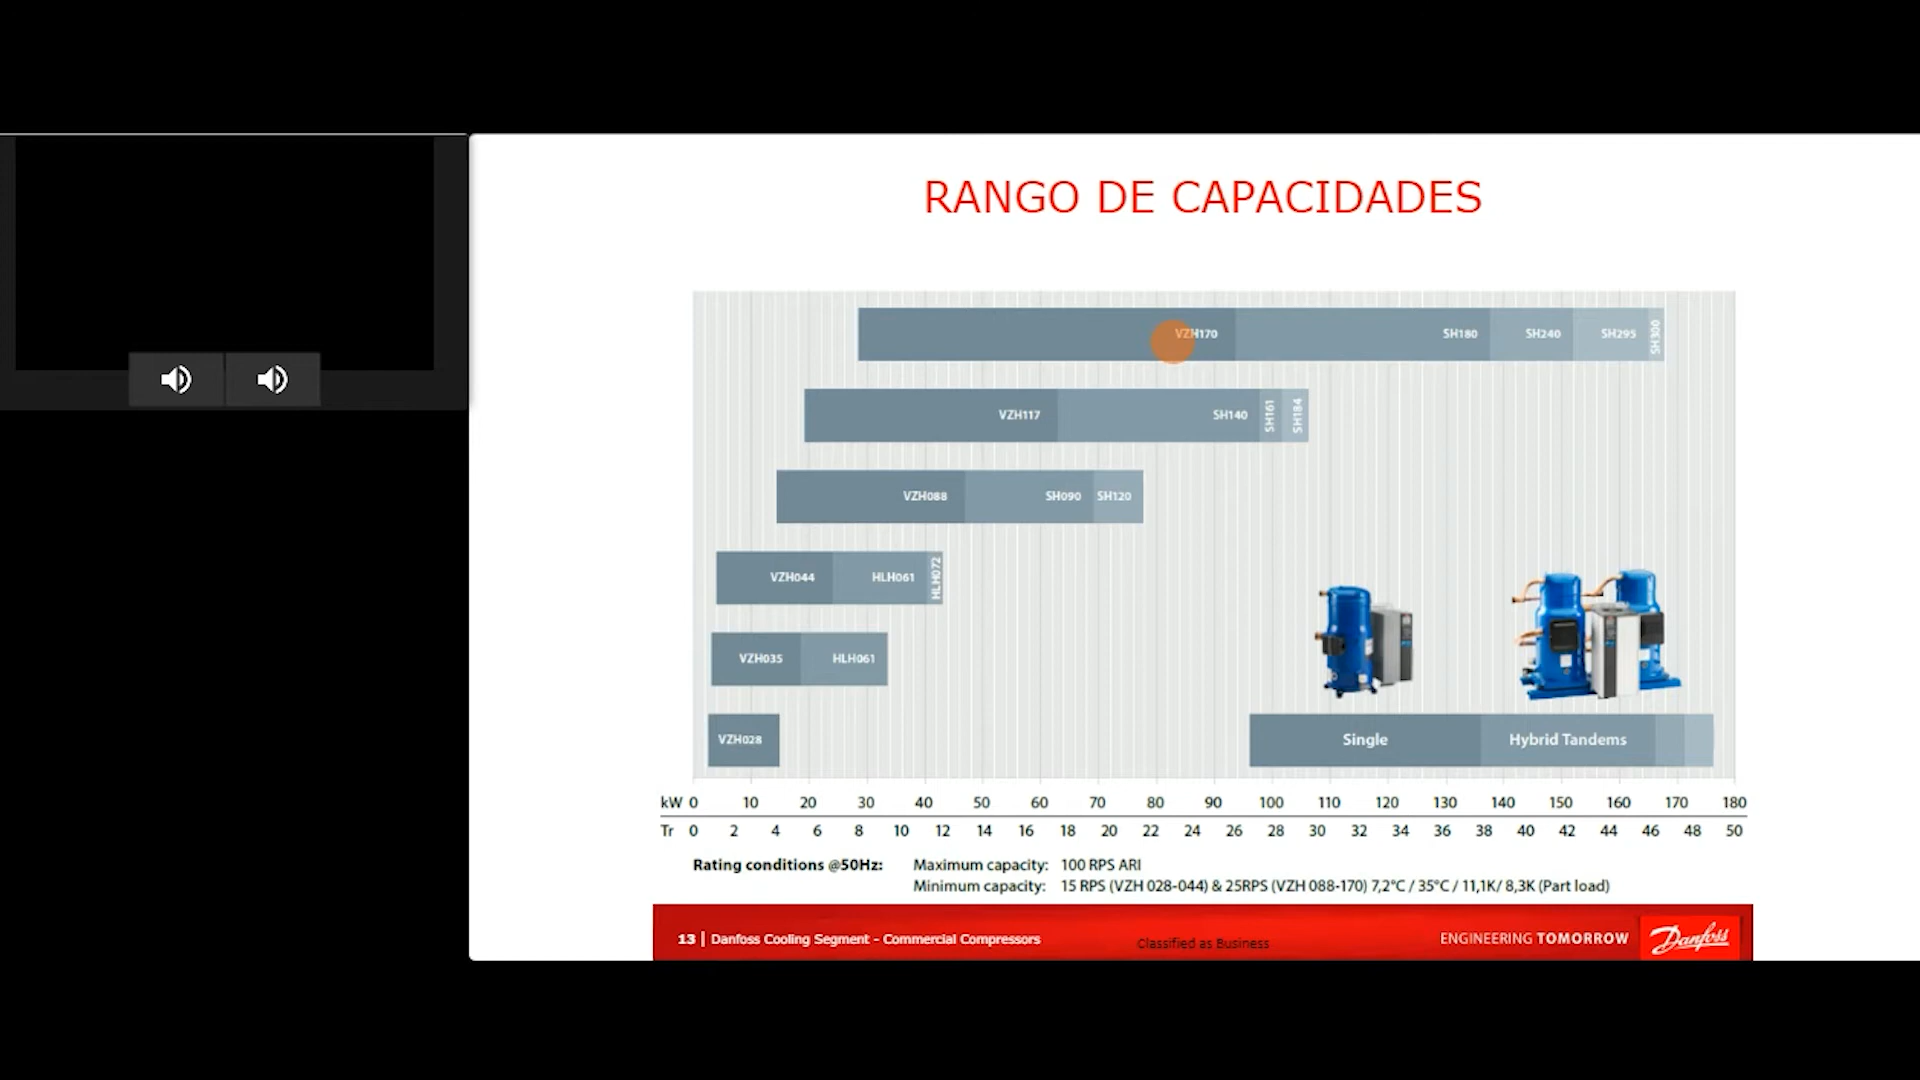 RANGO DE CAPACIDADES
VZH170 SH180 SH240 SH295 SH300
VZH117 SH140 SH161 SH184
VZH088 SH090 SH120
VZH044 HLH061 HLH072
VZH035 HLH061
VZH028
Single Hybrid Tandems
kW 0 10 20 30 40 50 60 70 80 90 100 110 120 130 140 150 160 170 180
Tr 0 2 4 6 8 10 12 14 16 18 20 22 24 26 28 30 32 34 36 38 40 42 44 46 48 50
Rating conditions @50Hz: Maximum capacity: 100 RPS ARI
Minimum capacity: 15 RPS (VZH 028-044) & 25RPS (VZH 088-170) 7,2°C / 35°C / 11,1K/ 8,3K (Part load)
13 | Danfoss Cooling Segment - Commercial Compressors
Classified as Business
ENGINEERING TOMORROW
Danfoss